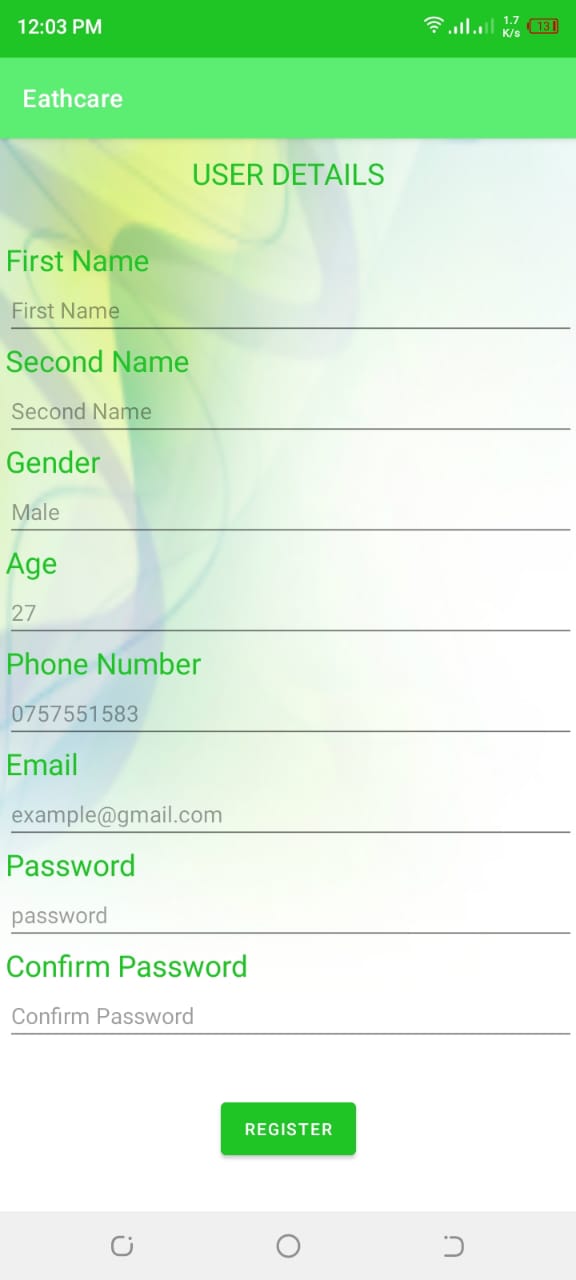 12:03 PM
1.7
K/s
13
Eathcare
USER DETAILS
First Name
First Name
Second Name
Second Name
Gender
Male
Age
27
Phone Number
0757551583
Email
example@gmail.com
Password
password
Confirm Password
Confirm Password
REGISTER